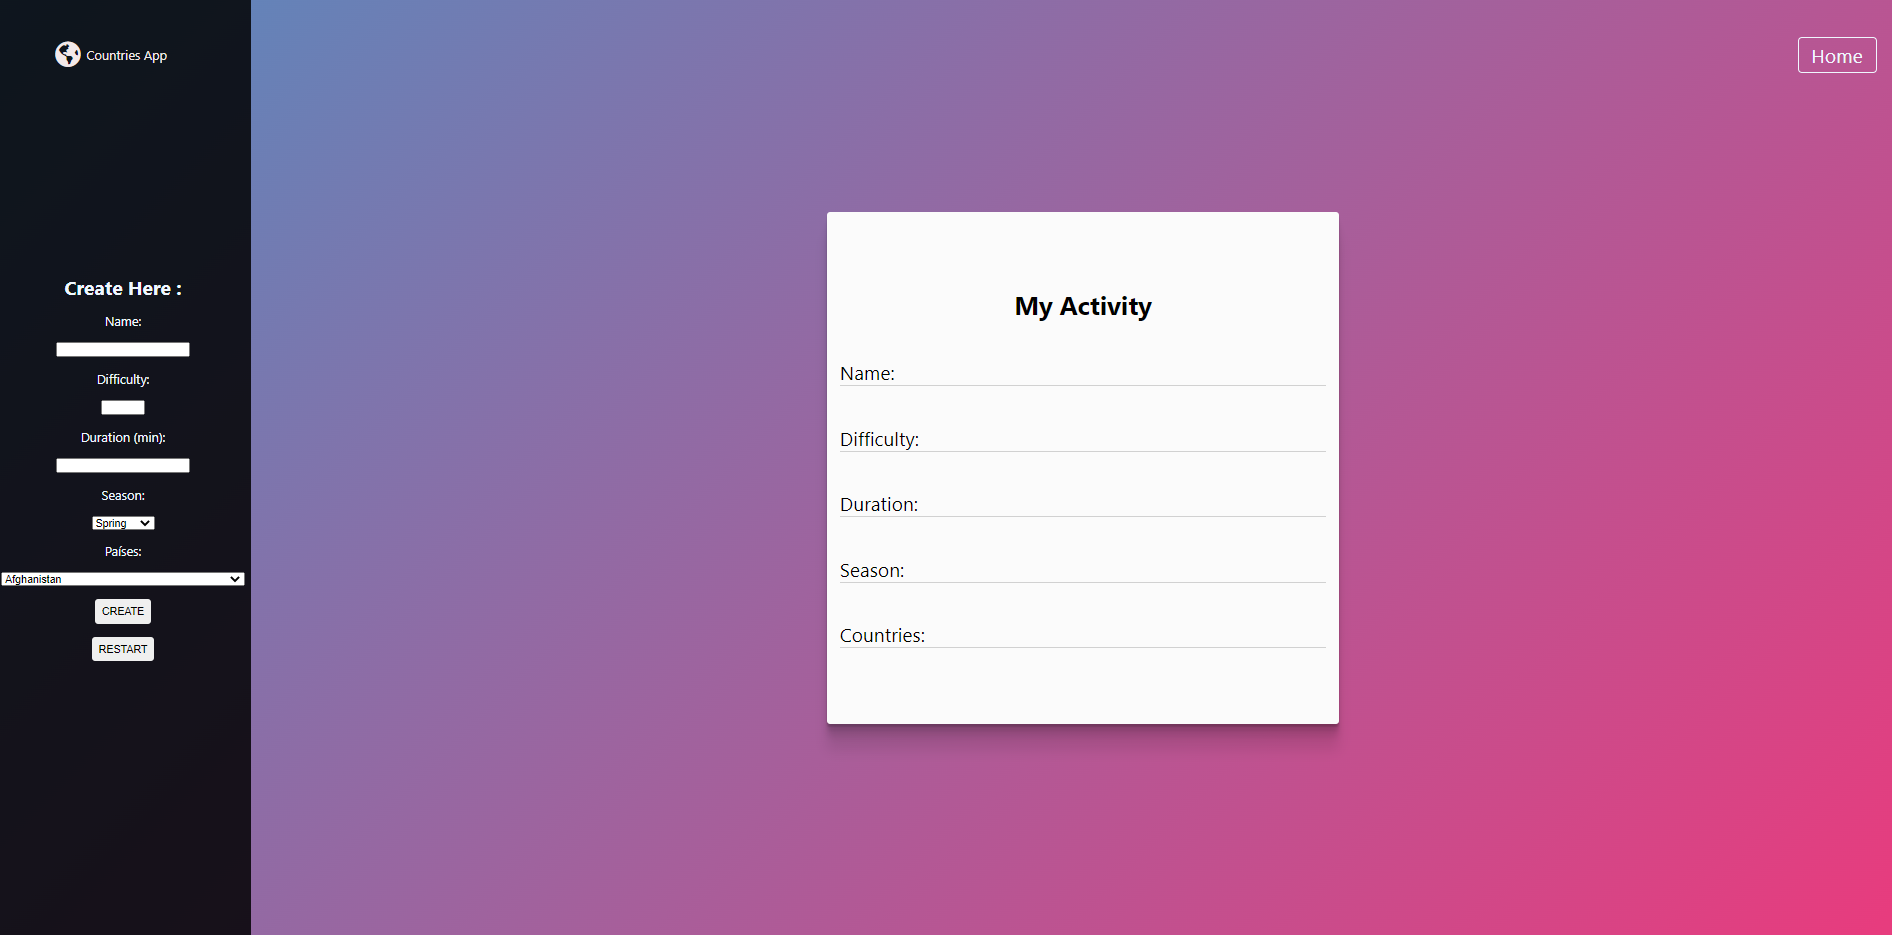 Countries App
Home
Create Here :
Name:
Difficulty:
Duration (min):
Season:
Spring
Países:
Afghanistan
CREATE
RESTART
My Activity
Name:
Difficulty:
Duration:
Season:
Countries: